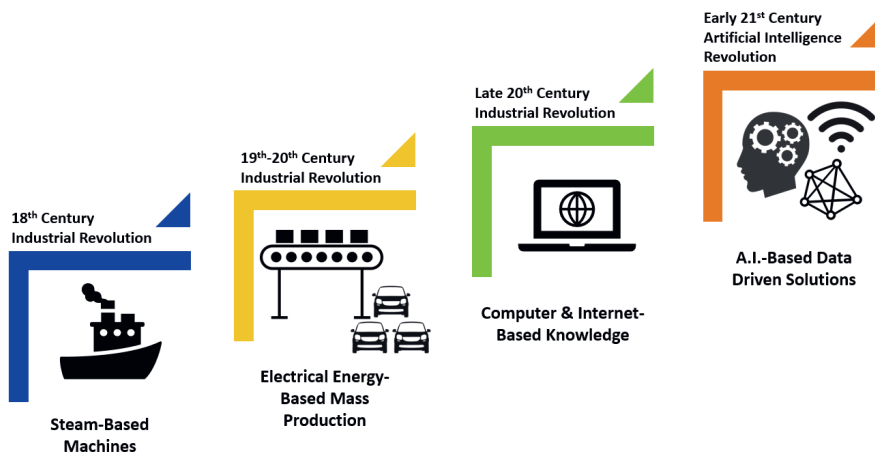 18th Century
Industrial Revolution
Steam-Based
Machines
19th-20th Century
Industrial Revolution
Electrical Energy-
Based Mass
Production
Late 20th Century
Industrial Revolution
Computer & Internet-
Based Knowledge
Early 21st Century
Artificial Intelligence
Revolution
A.I.-Based Data
Driven Solutions